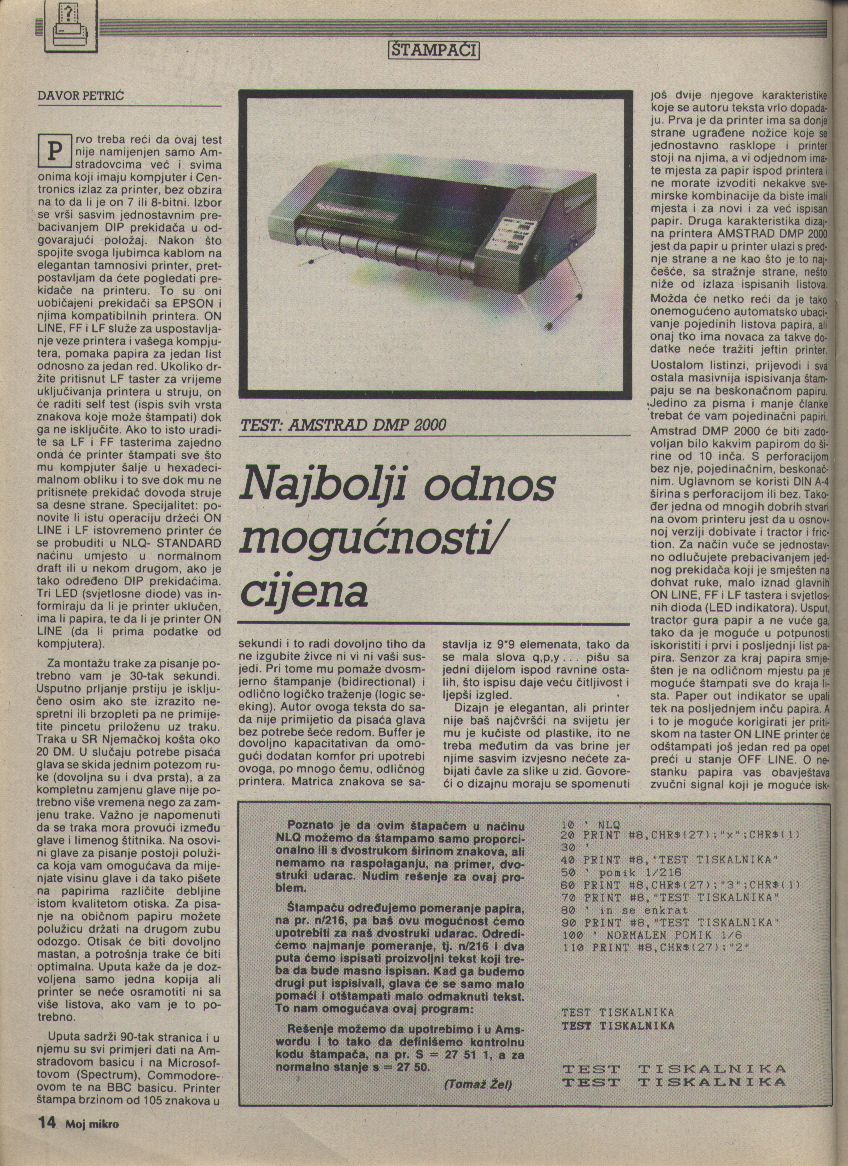 ŠTAMPAČI
DAVOR PETRIĆ
Prvo treba reći da ovaj test
nije namijenjen samo Am-
stradovcima već i svima
onima koji imaju kompjuter i Cen-
tronics izlaz za printer, bez obzira
na to da li je on 7 ili 8-bitni. Izbor
se vrši sasvim jednostavnim pre-
bacivanjem DIP prekidača u od-
govarajući položaj. Nakon što
spojite svoga ljubimca kablom na
elegantan tamnosivi printer, pret-
postavljam da ćete pogledati pre-
kidače na printeru. To su oni
uobičajeni prekidači sa EPSON i
njima kompatibilnih printera. ON
LINE, FF i LF služe za uspostavlja-
nje veze printera i vašega kompju-
tera, pomaka papira za jedan list
odnosno za jedan red. Ukoliko dr-
žite pritisnut LF taster za vrijeme
uključivanja printera u struju, on
će raditi self test (ispis svih vrsta
znakova koje može štampati) dok
ga ne isključite. Ako to isto uradi-
te sa LF i FF tasterima zajedno
onda će printer štampati sve što
mu kompjuter šalje u hexadeci-
malnom obliku i to sve dok mu ne
pritisnete prekidač dovoda struje
sa desne strane. Specijalitet: po-
novite li istu operaciju držeći ON
LINE i LF istovremeno printer će
se probuditi u NLQ- STANDARD
načinu umjesto u normalnom
draft ili u nekom drugom, ako je
tako određeno DIP prekidačima.
Tri LED (svjetlosne diode) vas in-
formiraju da li je printer uključen,
ima li papira, te da li je printer ON
LINE (da li prima podatke od
kompjutera).
Za montažu trake za pisanje po-
trebno vam je 30-tak sekundi.
Usputno prljanje prstiju je isklju-
čeno osim ako ste izrazito ne-
spretni ili brzopleti pa ne primije-
tite pincetu priloženu uz traku.
Traka u SR Njemačkoj košta oko
20 DM. U slučaju potrebe pisaća
glava se skida jednim potezom ru-
ke (dovoljna su i dva prsta), a za
kompletnu zamjenu glave nije po-
trebno više vremena nego za zam-
jenu trake. Važno je napomenuti
da se traka mora provući između
glave i limenog štitnika. Na osovi-
ni glave za pisanje postoji poluži-
ca koja vam omogućava da mije-
njate visinu glave i da tako pišete
na papirima različite debljine
istom kvalitetom otiska. Za pisa-
nje na običnom papiru možete
polužicu držati na drugom zubu
odozgo. Otisak će biti dovoljno
mastan, a potrošnja trake će biti
optimalna. Uputa kaže da je doz-
voljena samo jedna kopija ali
printer se neće osramotiti ni sa
više listova, ako vam je to po-
trebno.
Uputa sadrži 90-tak stranica i u
njemu su svi primjeri dati na Am-
stradovom basicu i na Microsof-
tovom (Spectrum), Commodore-
ovom te na BBC basicu. Printer
štampa brzinom od 105 znakova u
TEST: AMSTRAD DMP 2000
Najbolji odnos
mogućnosti/
cijena
sekundi i to radi dovoljno tiho da
ne izgubite živce ni vi ni vaši sus-
jedi. Pri tome mu pomaže dvosm-
jerno štampanje (bidirectional) i
odlično logičko traženje (logic se-
eking). Autor ovoga teksta do sa-
da nije primijetio da pisaća glava
bez potrebe šeće redom. Buffer je
dovoljno kapacitativan da omo-
gući dodatan komfor pri upotrebi
ovoga, po mnogo čemu, odličnog
printera. Matrica znakova se sa-
stavlja iz 9*9 elemenata, tako da
se mala slova q,p,y... pišu sa
jedni dijelom ispod ravnine osta-
lih, što ispisu daje veću čitljivost i
ljepši izgled.
Dizajn je elegantan, ali printer
nije baš najčvršći na svijetu jer
mu je kućiste od plastike, ito ne
treba međutim da vas brine jer
njime sasvim izvjesno nećete za-
bijati čavle za slike u zid. Govore-
ći o dizajnu moraju se spomenuti
još dvije njegove karakteristike
koje se autoru teksta vrlo dopada-
ju. Prva je da printer ima sa donje
strane ugrađene nožice koje se
jednostavno rasklope i printer
stoji na njima, a vi odjednom ima-
te mjesta za papir ispod printera i
ne morate izvoditi nekakve sve-
mirske kombinacije da biste imali
mjesta i za novi i za već ispisan
papir. Druga karakteristika dizaj-
na printera AMSTRAD DMP 2000
jest da papir u printer ulazi s pred-
nje strane a ne kao što je to naj-
češće, sa stražnje strane, nešto
niže od izlaza ispisanih listova.
Možda će netko reći da je tako
onemogućeno automatsko ubaci-
vanje pojedinih listova papira, ali
onaj tko ima novaca za takve do-
datke neće tražiti jeftin printer.
Uostalom listinzi, prijevodi i sva
ostala masivnija ispisivanja štam-
paju se na beskonačnom papiru.
Jedino za pisma i manje članke
trebat će vam pojedinačni papiri.
Amstrad DMP 2000 će biti zado-
voljan bilo kakvim papirom do ši-
rine od 10 inča. S perforacijom
bez nje, pojedinačnim, beskonač-
nim. Uglavnom se koristi DIN A-4
širina s perforacijom ili bez. Tako-
đer jedna od mnogih dobrih stvari
na ovom printeru jest da u osnov-
noj verziji dobivate i tractor i fric-
tion. Za način vuče se jednostav-
no odlučujete prebacivanjem jed-
nog prekidača koji je smješten na
dohvat ruke, malo iznad glavnih
ON LINE, FF i LF tastera i svjetlos-
nih dioda (LED indikatora). Usput,
tractor gura papir a ne vuče ga,
tako da je moguće u potpunosti
iskoristiti i prvi i posljednji list pa-
pira. Senzor za kraj papira smje-
šten je na odličnom mjestu pa je
moguće štampati sve do kraja li-
sta. Paper out indikator se upali
tek na posljednjem inču papira. A
i to je moguće korigirati jer priti-
skom na taster ON LINE printer će
odštampati još jedan red pa opet
preći u stanje OFF LINE. O ne-
stanku papira vas obavještava
zvučni signal koji je moguće isk-
Poznato je da ovim štapačem u načinu
NLQ možemo da štampamo samo proporci-
onalno ili s dvostrukom širinom znakova, ali
nemamo na raspolaganju, na primer, dvo-
struki udarac. Nudim rešenje za ovaj pro-
blem.
Štampaču određujemo pomeranje papira,
na pr. n/216, pa baš ovu mogućnost ćemo
upotrebiti za naš dvostruki udarac. Odredi-
ćemo najmanje pomeranje, tj. n/216 i dva
puta ćemo ispisati proizvoljni tekst koji tre-
ba da bude masno ispisan. Kad ga budemo
drugi put ispisivali, glava će se samo malo
pomaći i otštampati malo odmaknuti tekst.
To nam omogućava ovaj program:
Rešenje možemo da upotrebimo i u Ams-
wordu i to tako da definišemo kontrolnu
kodu štampača, na pr. S = 27 51 1, a za
normalno stanje s = 27 50.
(Tomaž Žel)
10 ' NLQ
20 PRINT #8,CHR$(27);"x";CHR$(1)
30 '
40 PRINT #8,"TEST TISKALNIKA"
50 ' pomik 1/216
60 PRINT #8,CHR$(27);"3";CHR$(1)
70 PRINT #8,"TEST TISKALNIKA"
80 ' in se enkrat
90 PRINT #8,"TEST TISKALNIKA"
100 ' NORMALEN POMIK 1/6
110 PRINT #8,CHR$(27);"2"
TEST TISKALNIKA
TEST TISKALNIKA
TEST TISKALNIKA
TEST TISKALNIKA
14 Moj mikro